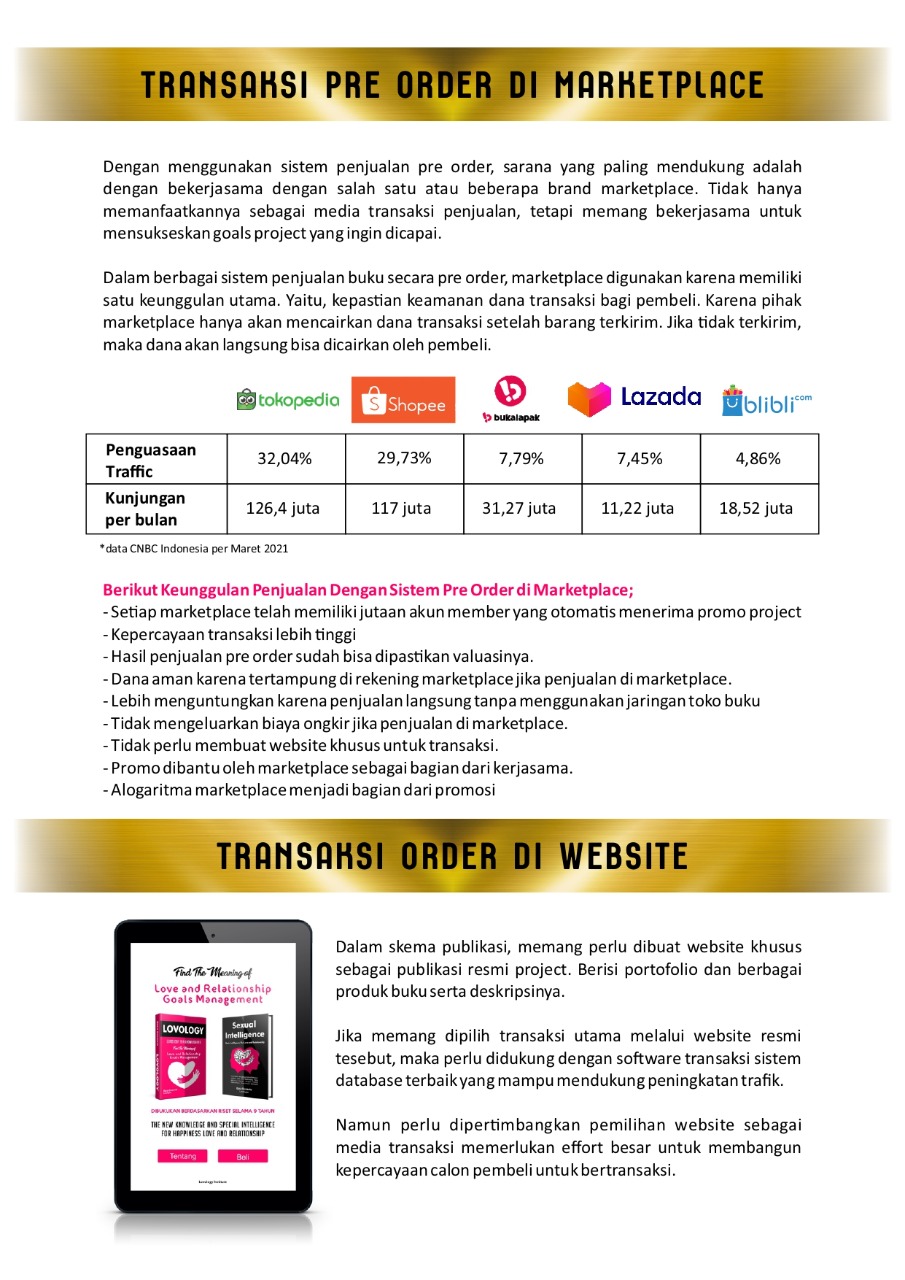 TRANSAKSI PRE ORDER DI MARKETPLACE
Dengan menggunakan sistem penjualan pre order, sarana yang paling mendukung adalah
dengan bekerjasama dengan salah satu atau beberapa brand marketplace. Tidak hanya
memanfaatkannya sebagai media transaksi penjualan, tetapi memang bekerjasama untuk
mensukseskan goals project yang ingin dicapai.
Dalam berbagai sistem penjualan buku secara pre order, marketplace digunakan karena memiliki
satu keunggulan utama. Yaitu, kepastian keamanan dana transaksi bagi pembeli. Karena pihak
marketplace hanya akan mencairkan dana transaksi setelah barang terkirim. Jika tidak terkirim,
maka dana akan langsung bisa dicairkan oleh pembeli.
tokopedia Shopee bukalapak Lazada blibli.com
Penguasaan
Traffic 32,04% 29,73% 7,79% 7,45% 4,86%
Kunjungan
per bulan 126,4 juta 117 juta 31,27 juta 11,22 juta 18,52 juta
*data CNBC Indonesia per Maret 2021
Berikut Keunggulan Penjualan Dengan Sistem Pre Order di Marketplace;
- Setiap marketplace telah memiliki jutaan akun member yang otomatis menerima promo project
- Kepercayaan transaksi lebih tinggi
- Hasil penjualan pre order sudah bisa dipastikan valuasinya.
- Dana aman karena tertampung di rekening marketplace jika penjualan di marketplace.
- Lebih menguntungkan karena penjualan langsung tanpa menggunakan jaringan toko buku
- Tidak mengeluarkan biaya ongkir jika penjualan di marketplace.
- Tidak perlu membuat website khusus untuk transaksi.
- Promo dibantu oleh marketplace sebagai bagian dari kerjasama.
- Alogaritma marketplace menjadi bagian dari promosi
TRANSAKSI ORDER DI WEBSITE
Find The Meaning of
Love and Relationship
Goals Management
LOVOLOGY
Sexual
Intelligence
DIBUKUKAN BERDASARKAN RISET SELAMA 9 TAHUN
THE NEW KNOWLEDGE AND SPECIAL INTELLIGENCE
FOR HAPPINESS LOVE AND RELATIONSHIP
Tentang Beli
Dalam skema publikasi, memang perlu dibuat website khusus
sebagai publikasi resmi project. Berisi portofolio dan berbagai
produk buku serta deskripsinya.
Jika memang dipilih transaksi utama melalui website resmi
tesebut, maka perlu didukung dengan software transaksi sistem
database terbaik yang mampu mendukung peningkatan trafik.
Namun perlu dipertimbangkan pemilihan website sebagai
media transaksi memerlukan effort besar untuk membangun
kepercayaan calon pembeli untuk bertransaksi.